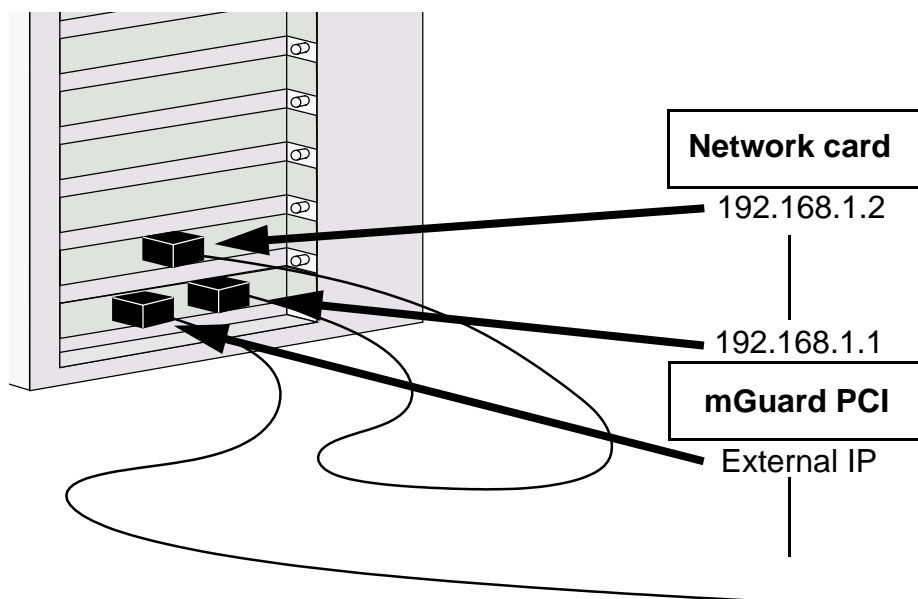 Network card
192.168.1.2
192.168.1.1
mGuard PCI
External IP